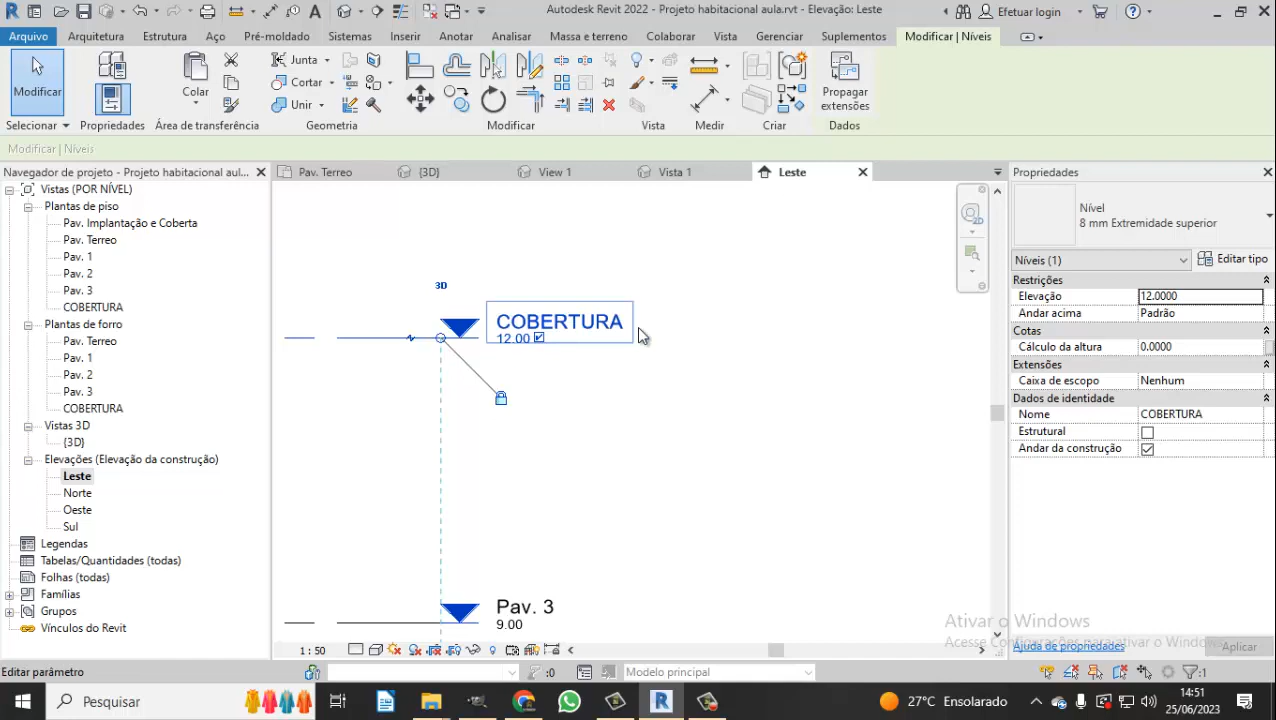 Autodesk Revit 2022 - Projeto habitacional aula.rvt - Elevação: Leste
Efetuar login
Arquivo Arquitetura Estrutura Aço Pré-moldado Sistemas Inserir Anotar Analisar Massa e terreno Colaborar Vista Gerenciar Suplementos Modificar | Níveis
Modificar
Colar
Junta
Cortar
Unir
Propagar
extensões
Selecionar Propriedades Área de transferência Geometria Modificar Vista Medir Criar Dados
Modificar | Níveis
Navegador de projeto - Projeto habitacional aul...
Vistas (POR NÍVEL)
Plantas de piso
Pav. Implantação e Coberta
Pav. Terreo
Pav. 1
Pav. 2
Pav. 3
COBERTURA
Plantas de forro
Pav. Terreo
Pav. 1
Pav. 2
Pav. 3
COBERTURA
Vistas 3D
{3D}
Elevações (Elevação da construção)
Leste
Norte
Oeste
Sul
Legendas
Tabelas/Quantidades (todas)
Folhas (todas)
Famílias
Grupos
Vínculos do Revit
Pav. Terreo {3D} View 1 Vista 1 Leste
2D
3D
COBERTURA
12.00
Pav. 3
9.00
1 : 50
Propriedades
Nível
8 mm Extremidade superior
Níveis (1) Editar tipo
Restrições
Elevação 12.0000
Andar acima Padrão
Cotas
Cálculo da altura 0.0000
Extensões
Caixa de escopo Nenhum
Dados de identidade
Nome COBERTURA
Estrutural
Andar da construção
Ativar o Windows
Acesse Configurações para ativar o Windows.
Ajuda de propriedades Aplicar
Editar parâmetro :0 Modelo principal :1
Pesquisar 27°C Ensolarado 14:51
25/06/2023